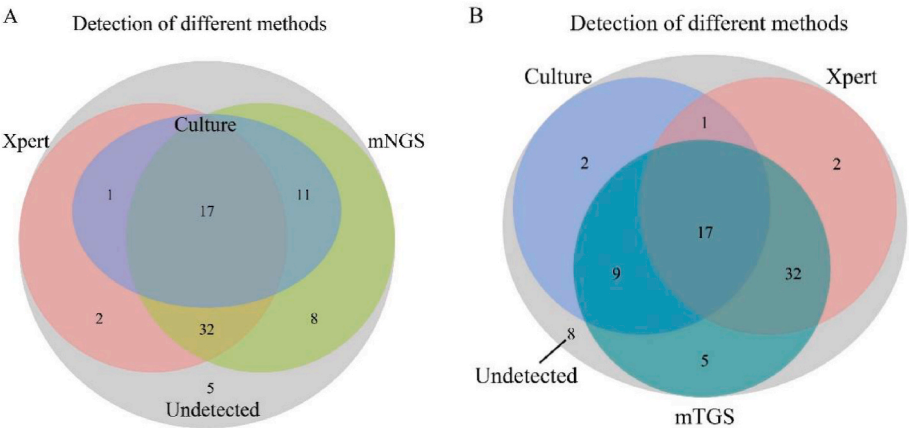 A
Detection of different methods
Xpert
Culture
mNGS
1
17
11
2
32
8
5
Undetected
B
Detection of different methods
Culture
Xpert
1
2
2
17
9
32
8
5
Undetected
mTGS